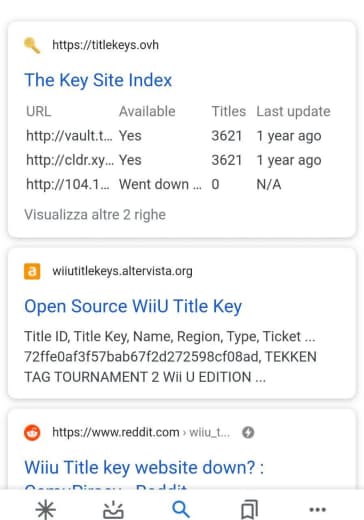 https://titlekeys.ovh
The Key Site Index
URL Available Titles Last update
http://vault.t... Yes 3621 1 year ago
http://cldr.xy... Yes 3621 1 year ago
http://104.1... Went down ... 0 N/A
Visualizza altre 2 righe
a wiiutitlekeys.altervista.org
Open Source WiiU Title Key
Title ID, Title Key, Name, Region, Type, Ticket ...
72ffe0af3f57bab67f2d272598cf08ad, TEKKEN
TAG TOURNAMENT 2 Wii U EDITION ...
https://www.reddit.com › wiiu_t...
Wiiu Title key website down? :